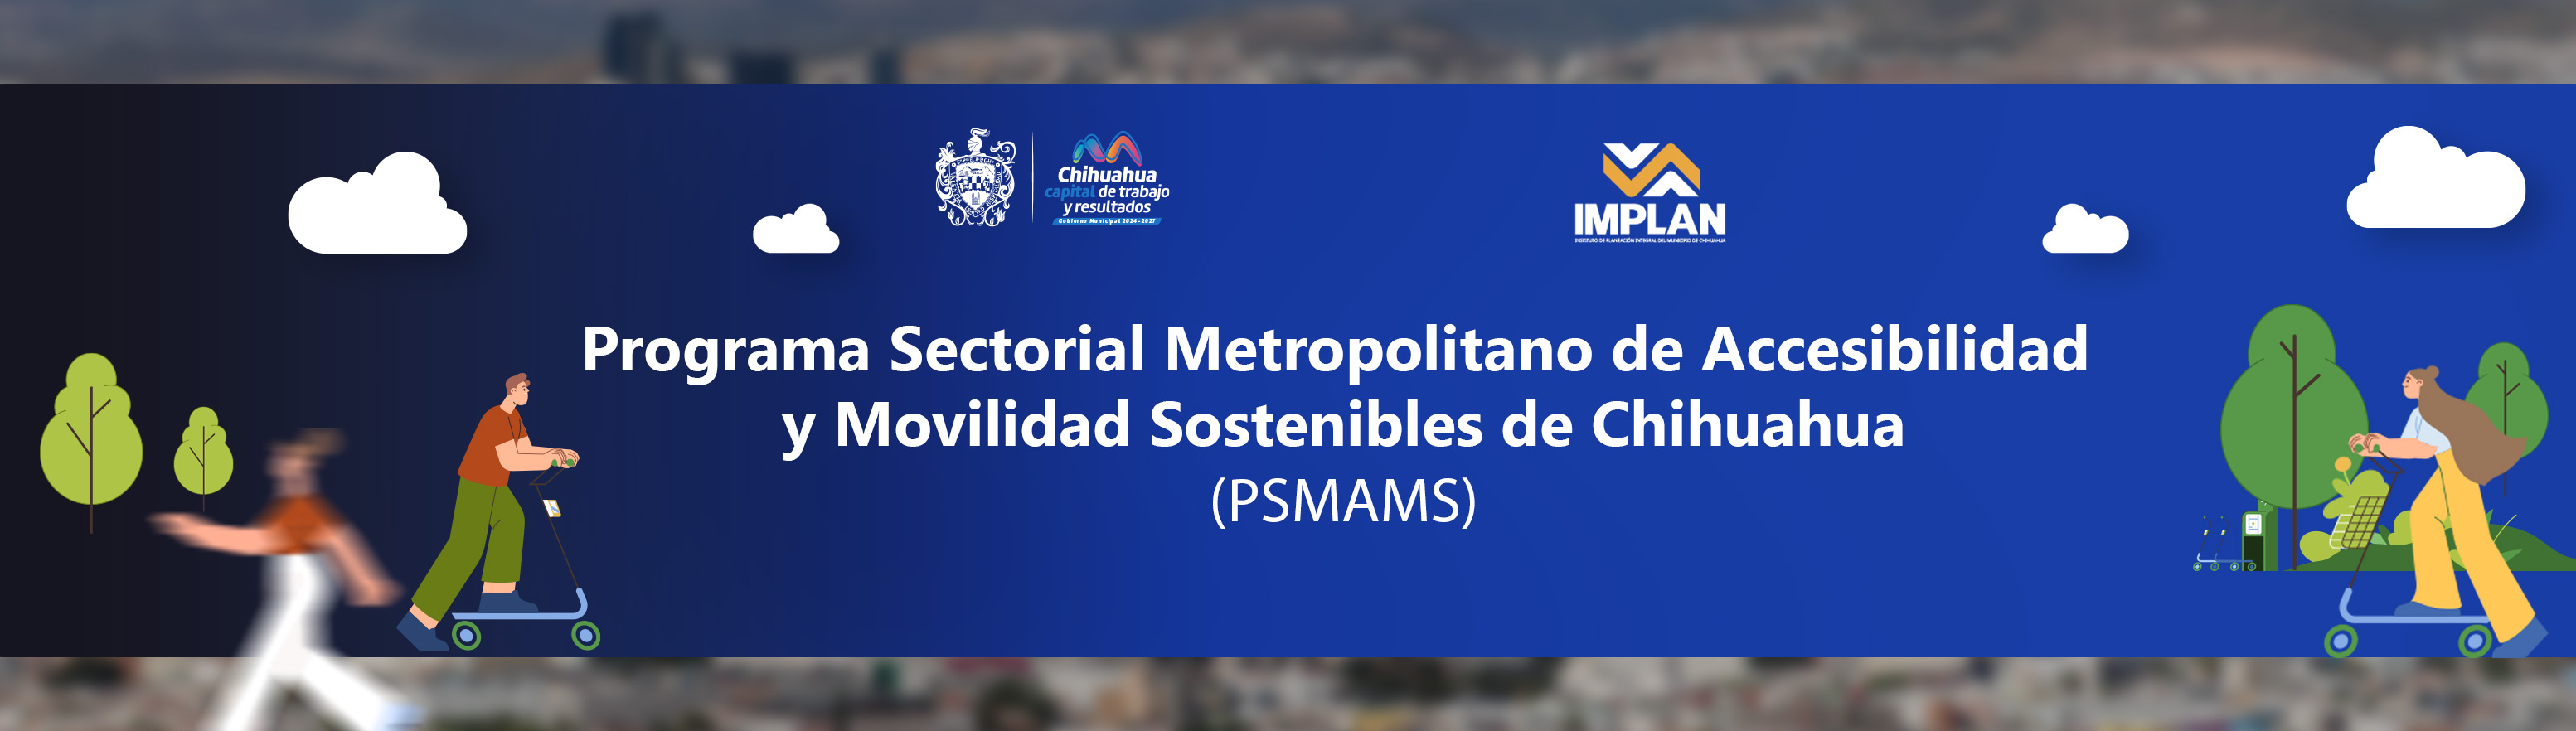 Chihuahua
capital de trabajo
y resultados
Gobierno Municipal 2024-2027
IMPLAN
INSTITUTO DE PLANEACIÓN INTEGRAL DEL MUNICIPIO DE CHIHUAHUA
Programa Sectorial Metropolitano de Accesibilidad
y Movilidad Sostenibles de Chihuahua
(PSMAMS)